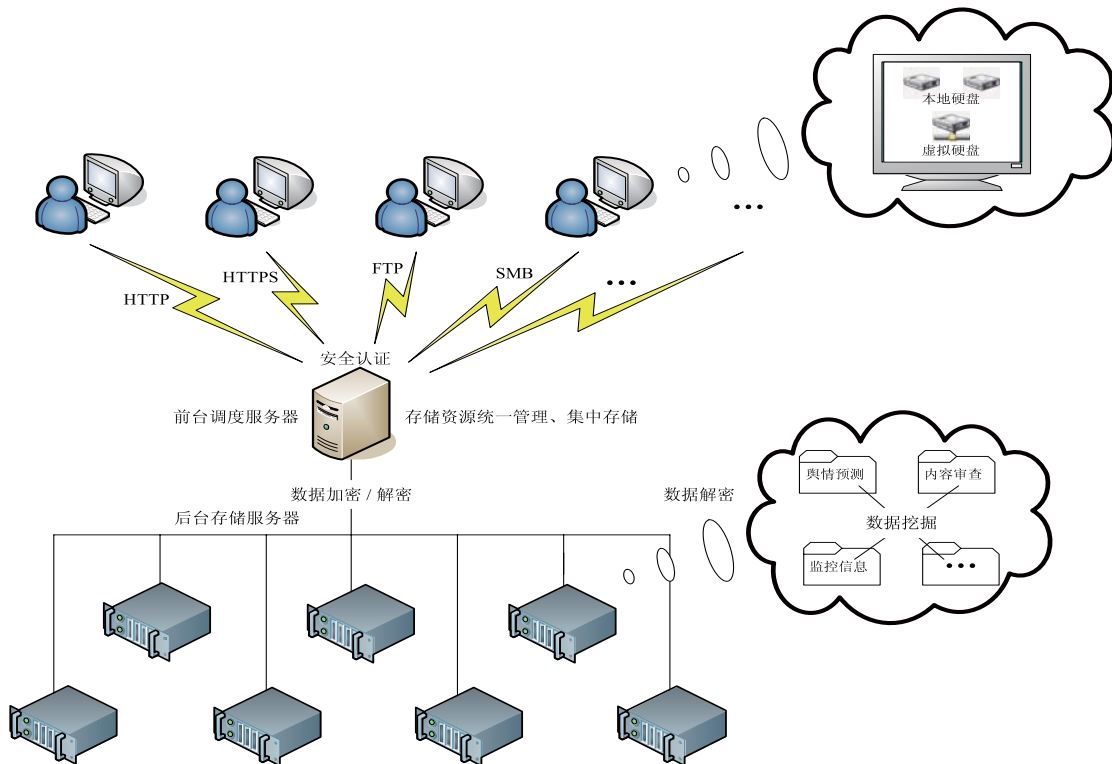 本地硬盘
虚拟硬盘
...
HTTP
HTTPS
FTP
SMB
...
安全认证
前台调度服务器
存储资源统一管理、集中存储
数据加密 / 解密
后台存储服务器
数据解密
舆情预测
内容审查
数据挖掘
监控信息
...